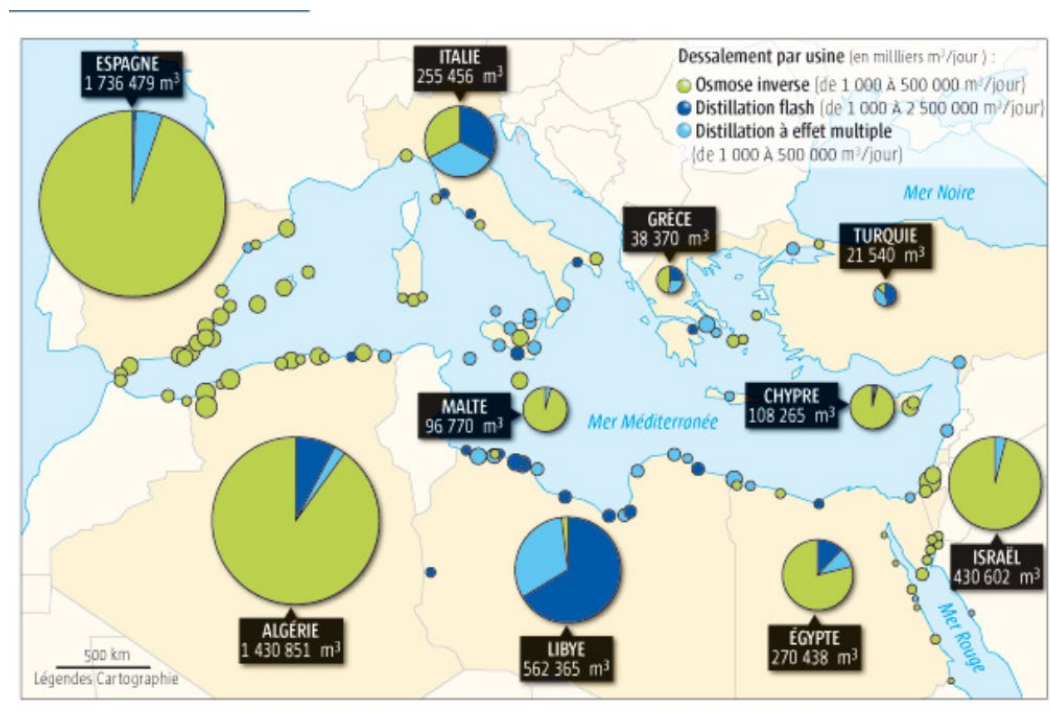 ESPAGNE
1 736 479 m³
ITALIE
255 456 m³
Dessalement par usine (en millliers m³/jour) :
Osmose inverse (de 1 000 À 500 000 m³/jour)
Distillation flash (de 1 000 À 2 500 000 m³/jour)
Distillation à effet multiple
(de 1 000 À 500 000 m³/jour)
Mer Noire
GRÈCE
38 370 m³
TURQUIE
21 540 m³
MALTE
96 770 m³
Mer Méditerronée
CHYPRE
108 265 m³
ISRAËL
430 602 m³
ALGÉRIE
1 430 851 m³
LIBYE
562 365 m³
ÉGYPTE
270 438 m³
Mer Rouge
500 km
Légendes Cartographie